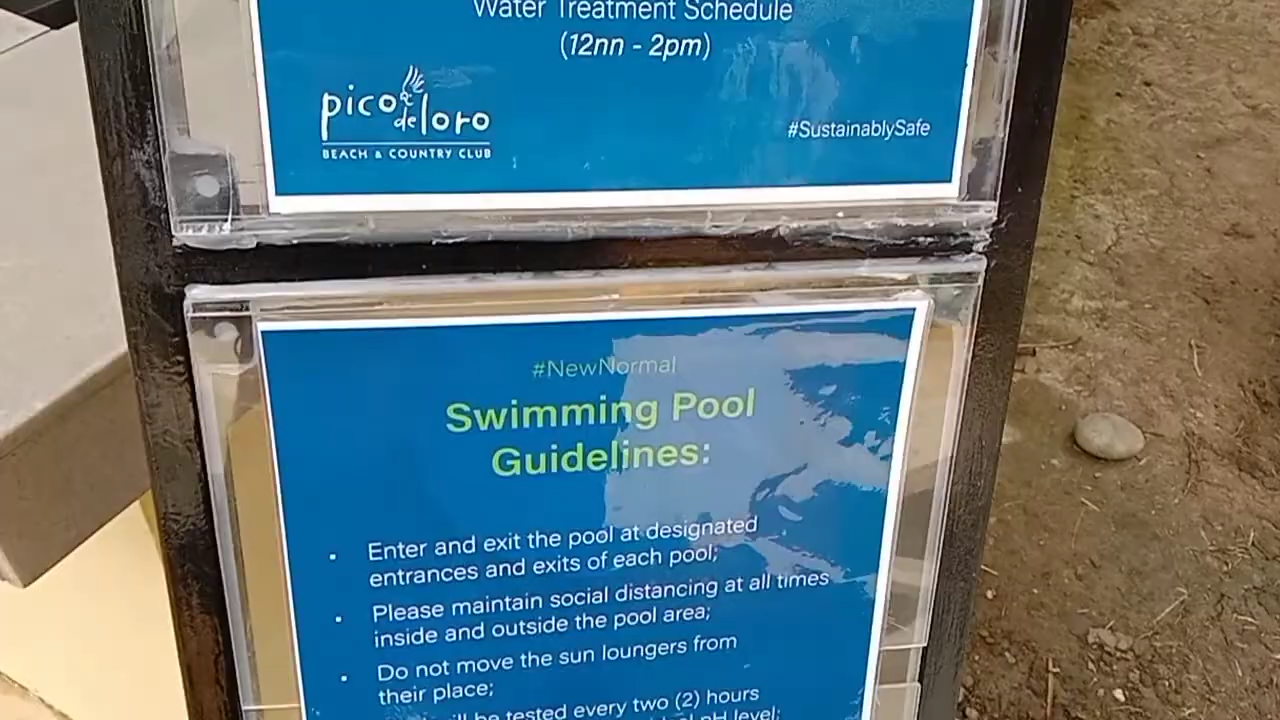 Water Treatment Schedule
(12nn - 2pm)
pico de loro
BEACH & COUNTRY CLUB
#SustainablySafe
#NewNormal
Swimming Pool
Guidelines:
• Enter and exit the pool at designated
entrances and exits of each pool;
• Please maintain social distancing at all times
inside and outside the pool area;
• Do not move the sun loungers from
their place;
be tested every two (2) hours
pH level;